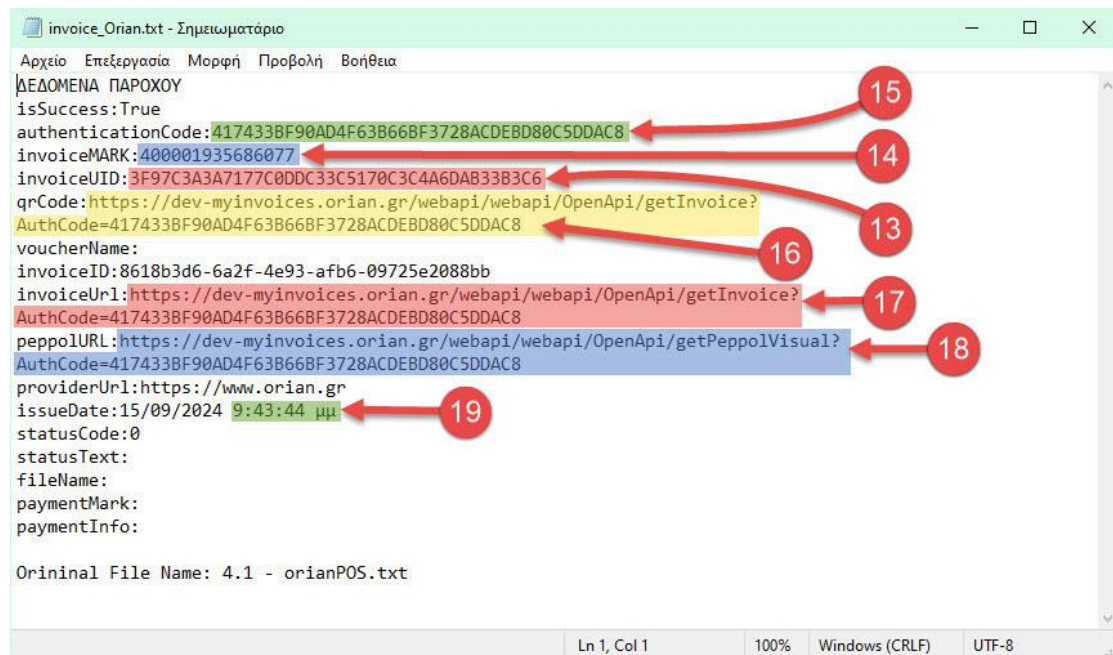 invoice_Orian.txt - Σημειωματάριο
Αρχείο Επεξεργασία Μορφή Προβολή Βοήθεια
ΔΕΔΟΜΕΝΑ ΠΑΡΟΧΟΥ
isSuccess:True
15
authenticationCode:417433BF90AD4F63B66BF3728ACDEBD80C5DDAC8
invoiceMARK:400001935686077
14
invoiceUID:3F97C3A3A7177C0DDC33C5170C3C4A6DAB33B3C6
qrCode:https://dev-myinvoices.orian.gr/webapi/webapi/OpenApi/getInvoice?
13
AuthCode=417433BF90AD4F63B66BF3728ACDEBD80C5DDAC8
16
voucherName:
invoiceID:8618b3d6-6a2f-4e93-afb6-09725e2088bb
invoiceUrl:https://dev-myinvoices.orian.gr/webapi/webapi/OpenApi/getInvoice?
17
AuthCode=417433BF90AD4F63B66BF3728ACDEBD80C5DDAC8
peppolURL:https://dev-myinvoices.orian.gr/webapi/webapi/OpenApi/getPeppolVisual?
18
AuthCode=417433BF90AD4F63B66BF3728ACDEBD80C5DDAC8
providerUrl:https://www.orian.gr
issueDate:15/09/2024 9:43:44 μμ
19
statusCode:0
statusText:
fileName:
paymentMark:
paymentInfo:
Orininal File Name: 4.1 - orianPOS.txt
Ln 1, Col 1 100% Windows (CRLF) UTF-8